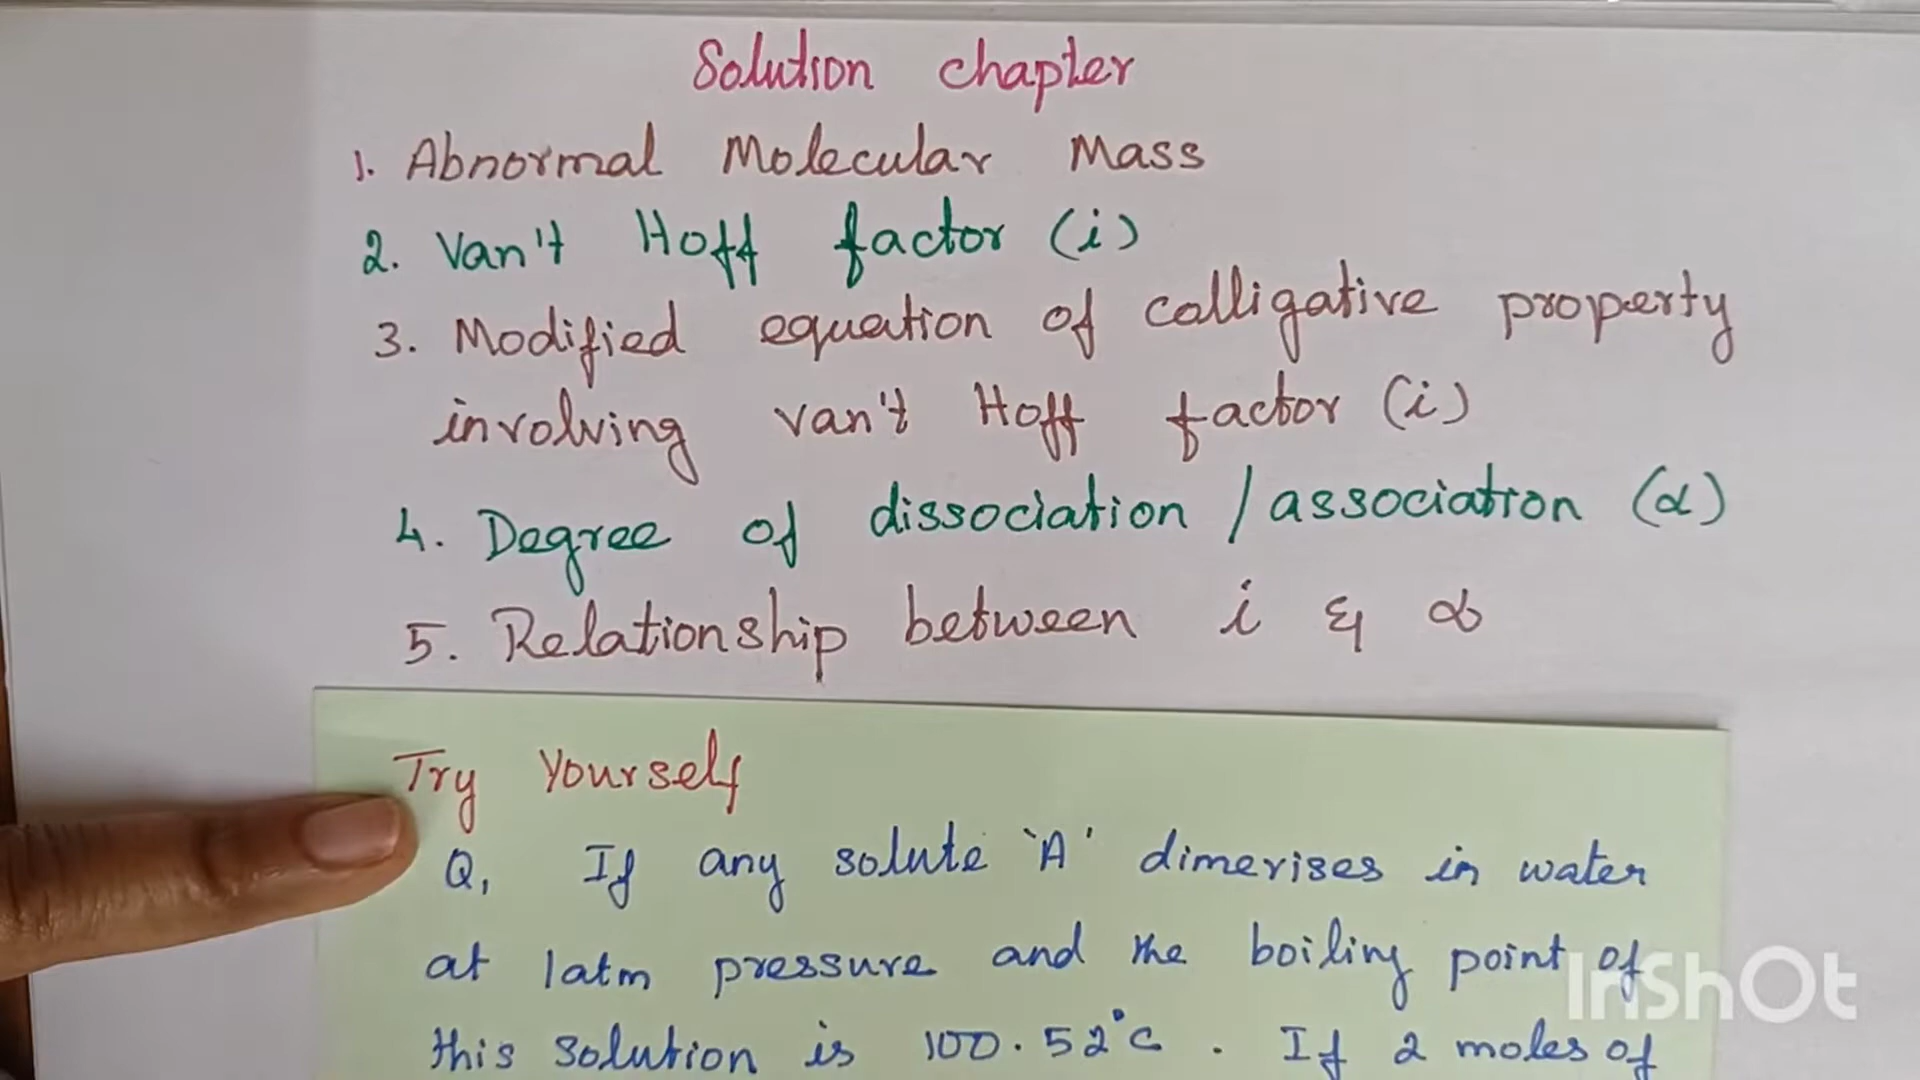 Solution chapter
1. Abnormal Molecular Mass
2. Van't Hoff factor (i)
3. Modified equation of colligative property
involving van't Hoff factor (i)
4. Degree of dissociation / association (α)
5. Relationship between i & α
Try Yourself
Q, If any solute 'A' dimerises in water
at 1atm pressure and the boiling point of
this solution is 100.52°C. If 2 moles of
InShOt